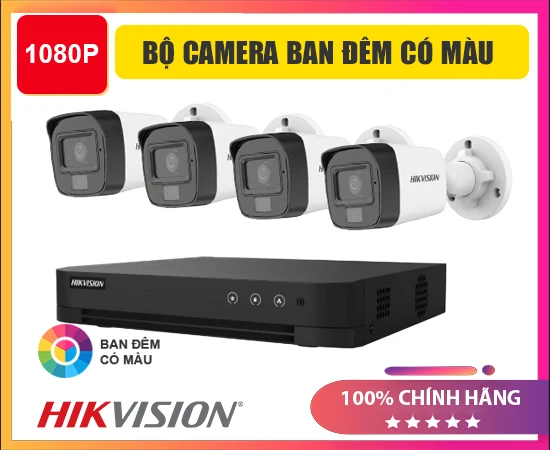 1080P
BỘ CAMERA BAN ĐÊM CÓ MÀU
HIKVISION
HIKVISION
BAN ĐÊM
CÓ MÀU
HIKVISION®
100% CHÍNH HÃNG